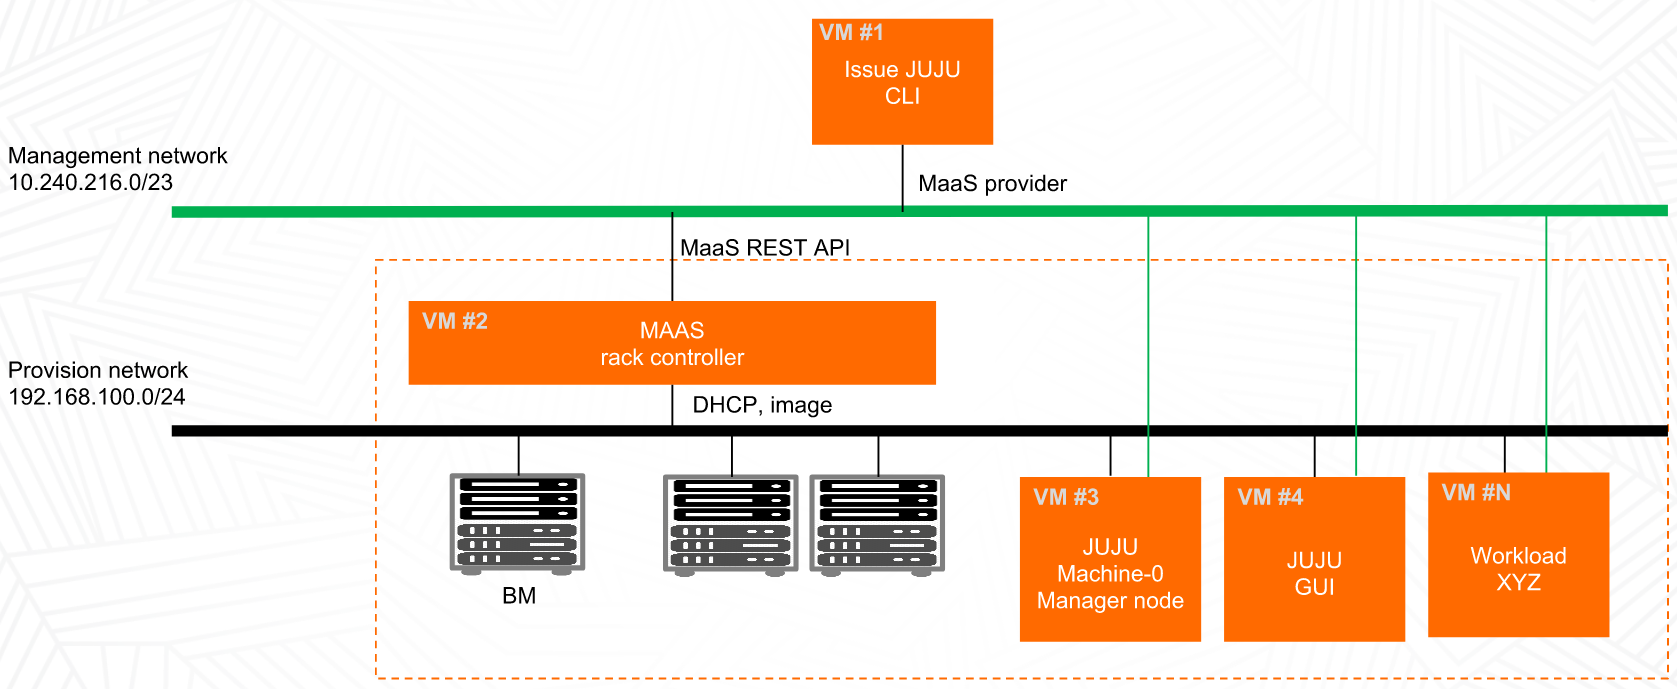 VM #1
Issue JUJU
CLI
Management network
10.240.216.0/23
MaaS provider
MaaS REST API
VM #2
MAAS
rack controller
Provision network
192.168.100.0/24
DHCP, image
BM
VM #3
JUJU
Machine-0
Manager node
VM #4
JUJU
GUI
VM #N
Workload
XYZ